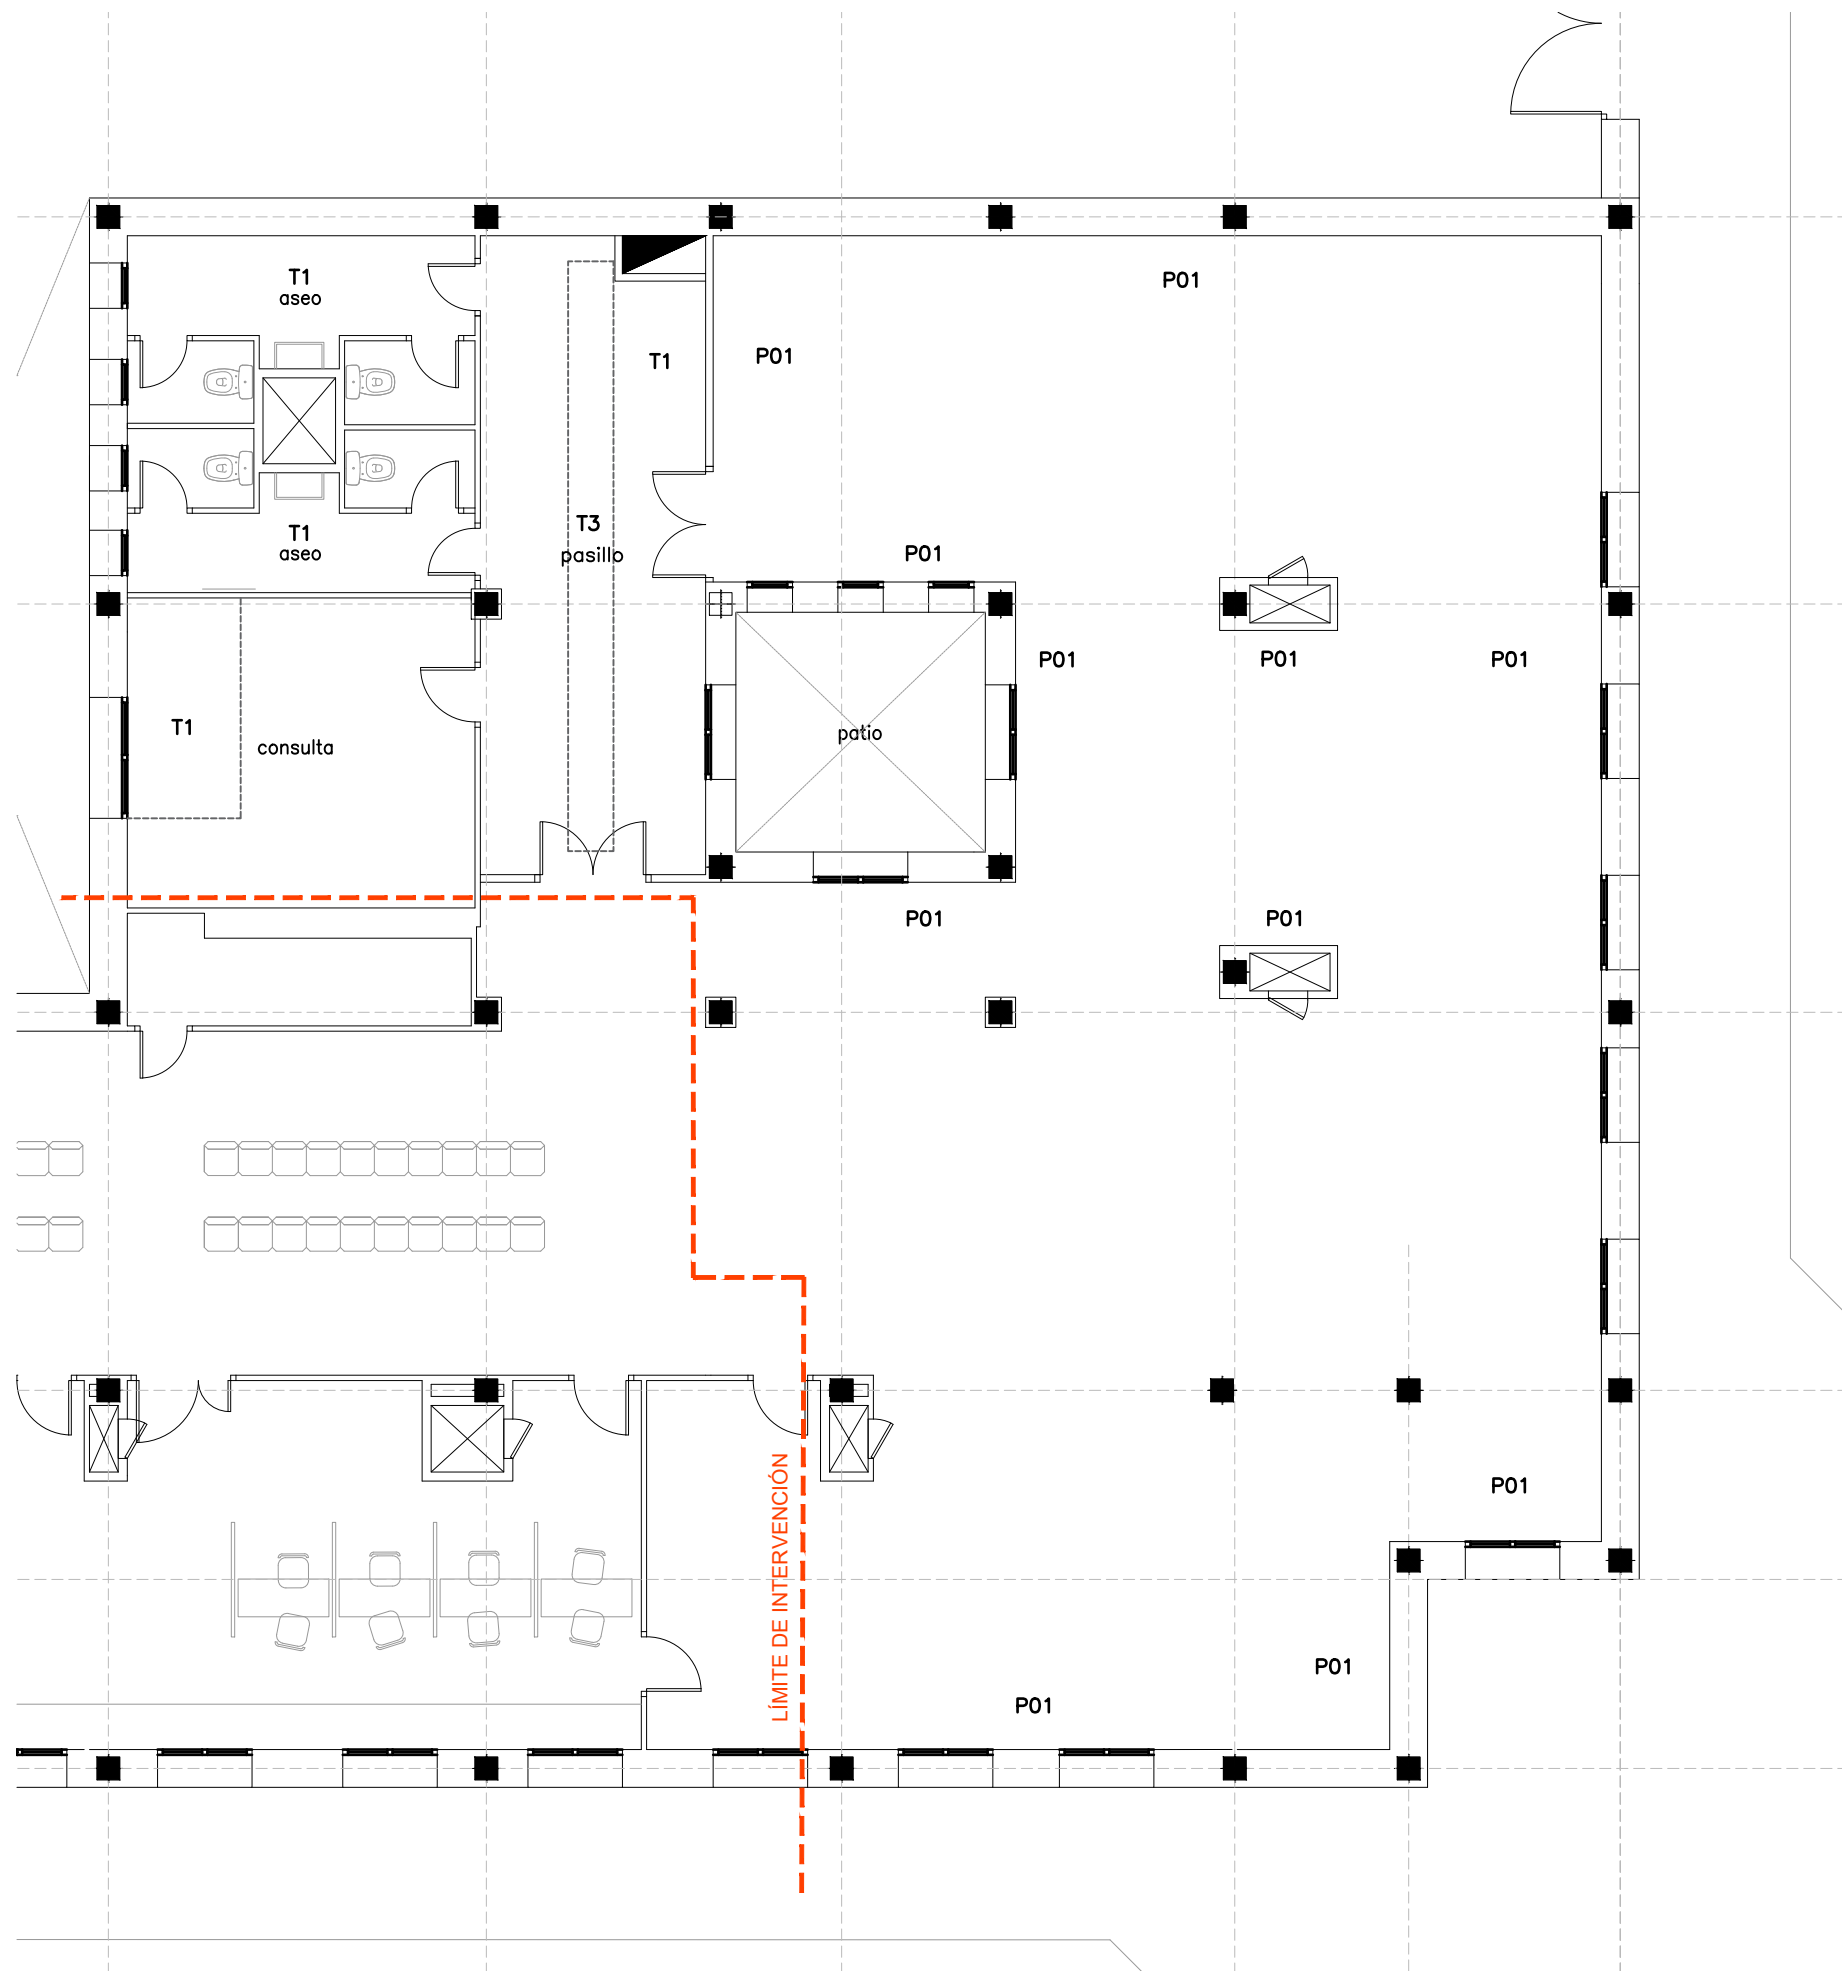 T1
aseo
P01
P01
T1
T3
pasillo
T1
aseo
P01
P01
P01
P01
T1
consulta
patio
P01
P01
LÍMITE DE INTERVENCIÓN
P01
P01
P01